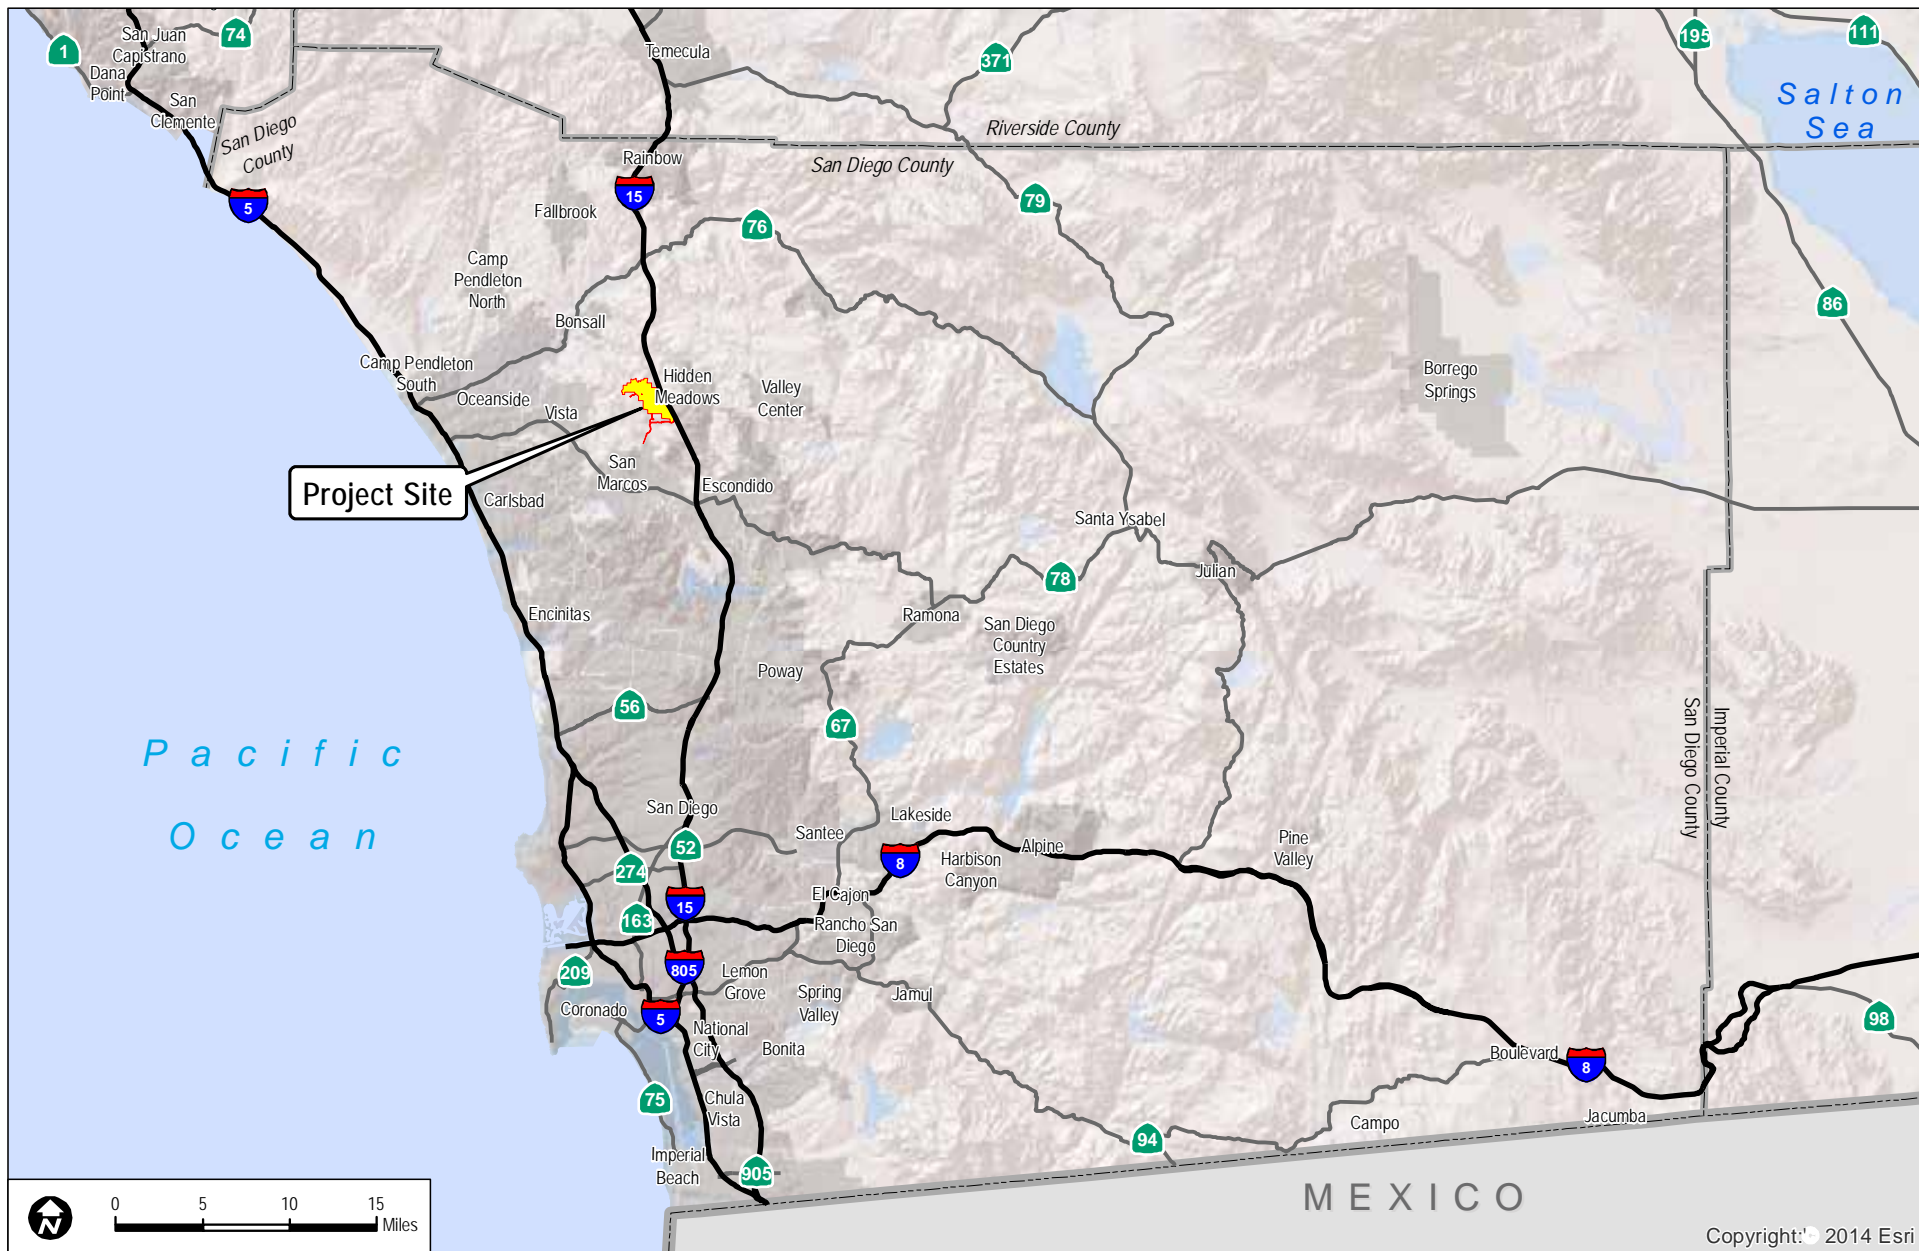 San Juan
Capistrano
74
1
Dana
Point
San
Clemente
San Diego
County
5
Temecula
371
195
111
Salton
Sea
Riverside County
San Diego County
Rainbow
15
Fallbrook
76
79
86
Camp
Pendleton
North
Bonsall
Camp Pendleton
South
Oceanside
Vista
Hidden
Meadows
Valley
Center
Borrego
Springs
Project Site
San
Marcos
Carlsbad
Escondido
Santa Ysabel
78
Julian
Encinitas
Ramona
San Diego
Country
Estates
Poway
56
67
Pacific
Ocean
San Diego County
Imperial County
San Diego
52
Santee
Lakeside
8
Harbison
Canyon
Alpine
Pine
Valley
274
15
163
El Cajon
Rancho San
Diego
805
209
Lemon
Grove
Spring
Valley
Jamul
Coronado
5
National
City
Bonita
98
Boulevard
8
75
Chula
Vista
Jacumba
Campo
94
Imperial
Beach
905
MEXICO
N
0 5 10 15
Miles
Copyright:© 2014 Esri